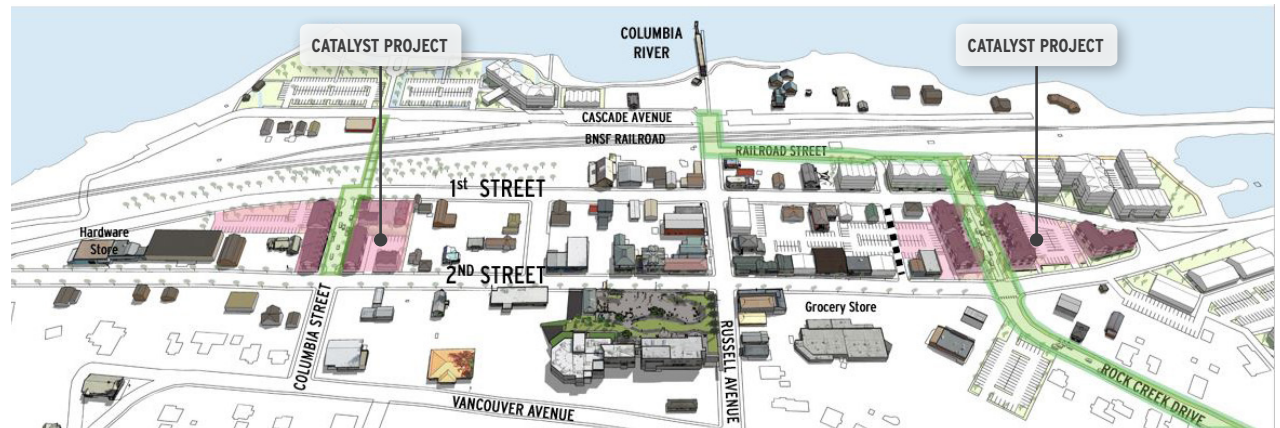 CATALYST PROJECT
COLUMBIA
RIVER
CATALYST PROJECT
CASCADE AVENUE
BNSF RAILROAD
RAILROAD STREET
1st STREET
Hardware
Store
2ND STREET
COLUMBIA STREET
RUSSELL AVENUE
Grocery Store
VANCOUVER AVENUE
ROCK CREEK DRIVE